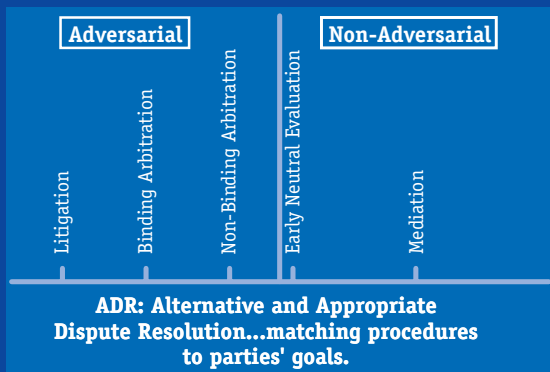 Adversarial
Non-Adversarial
Litigation
Binding Arbitration
Non-Binding Arbitration
Early Neutral Evaluation
Mediation
ADR: Alternative and Appropriate
Dispute Resolution...matching procedures
to parties' goals.